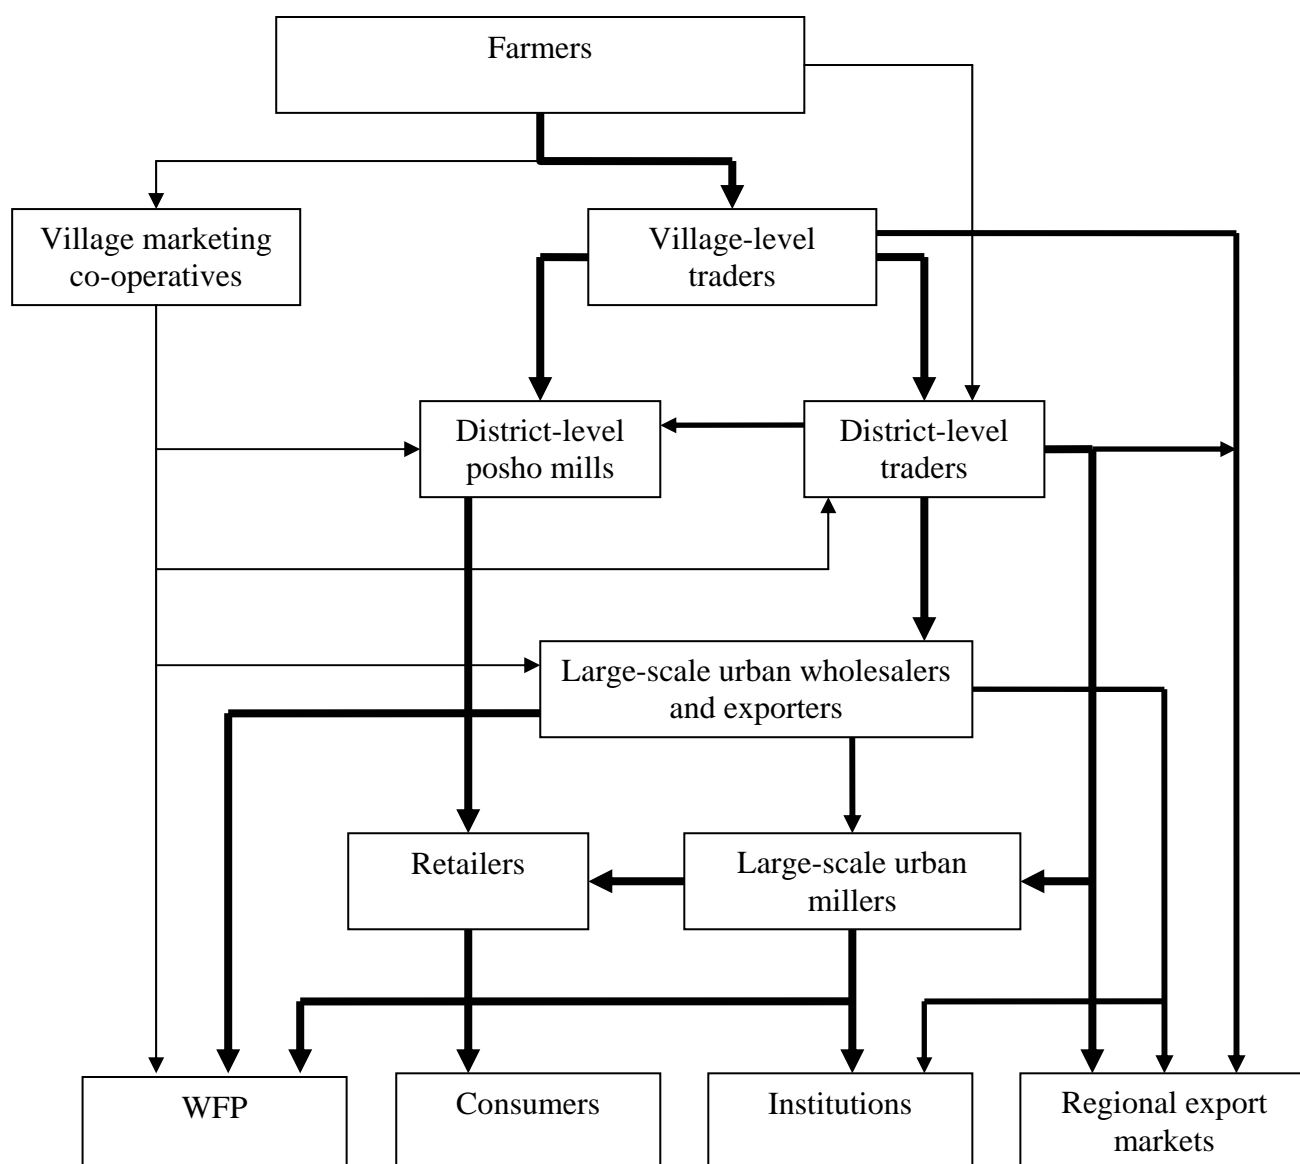 Farmers
Village marketing
co-operatives
Village-level
traders
District-level
posho mills
District-level
traders
Large-scale urban wholesalers
and exporters
Retailers
Large-scale urban
millers
WFP
Consumers
Institutions
Regional export
markets